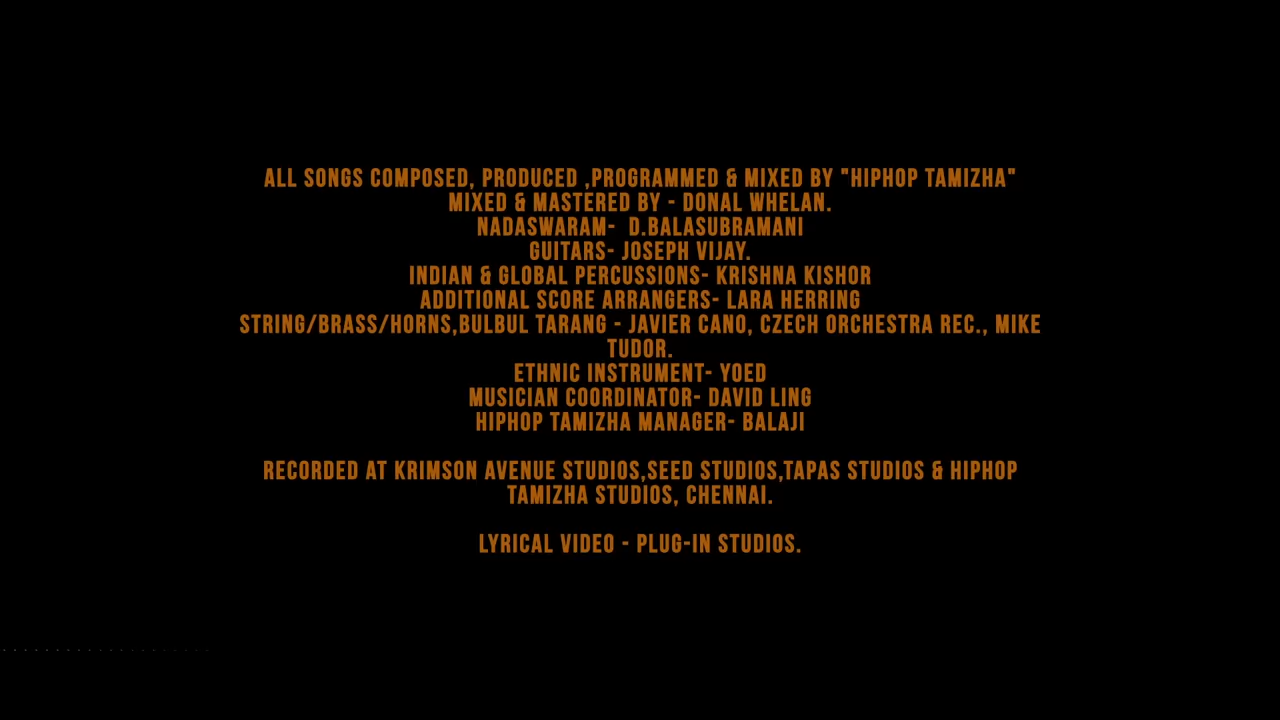 ALL SONGS COMPOSED, PRODUCED ,PROGRAMMED & MIXED BY "HIPHOP TAMIZHA"
MIXED & MASTERED BY - DONAL WHELAN.
NADASWARAM-  D.BALASUBRAMANI
GUITARS- JOSEPH VIJAY.
INDIAN & GLOBAL PERCUSSIONS- KRISHNA KISHOR
ADDITIONAL SCORE ARRANGERS- LARA HERRING
STRING/BRASS/HORNS,BULBUL TARANG - JAVIER CANO, CZECH ORCHESTRA REC., MIKE
TUDOR.
ETHNIC INSTRUMENT- YOED
MUSICIAN COORDINATOR- DAVID LING
HIPHOP TAMIZHA MANAGER- BALAJI
RECORDED AT KRIMSON AVENUE STUDIOS,SEED STUDIOS,TAPAS STUDIOS & HIPHOP
TAMIZHA STUDIOS, CHENNAI.
LYRICAL VIDEO - PLUG-IN STUDIOS.